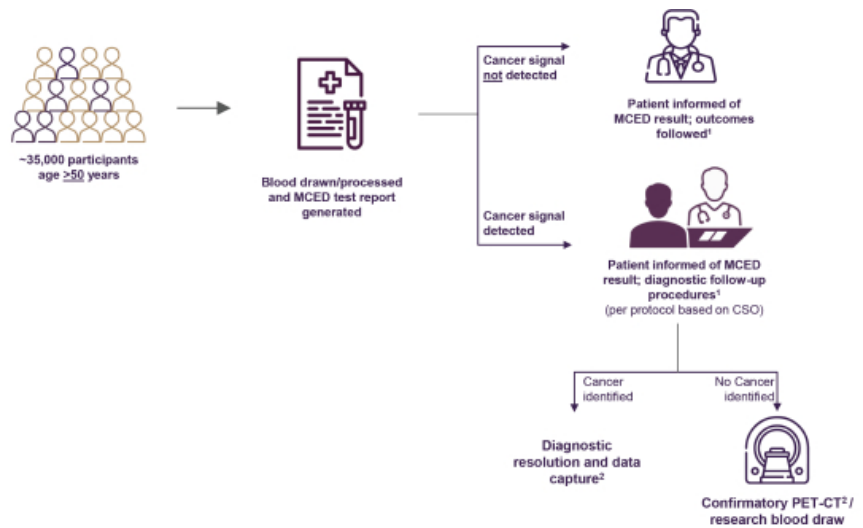 ~35,000 participants
age >50 years
Blood drawn/processed
and MCED test report
generated
Cancer signal
not detected
Patient informed of
MCED result; outcomes
followed¹
Cancer signal
detected
Patient informed of MCED
result; diagnostic follow-up
procedures¹
(per protocol based on CSO)
Cancer
identified
No Cancer
identified
Diagnostic
resolution and data
capture²
Confirmatory PET-CT²/
research blood draw